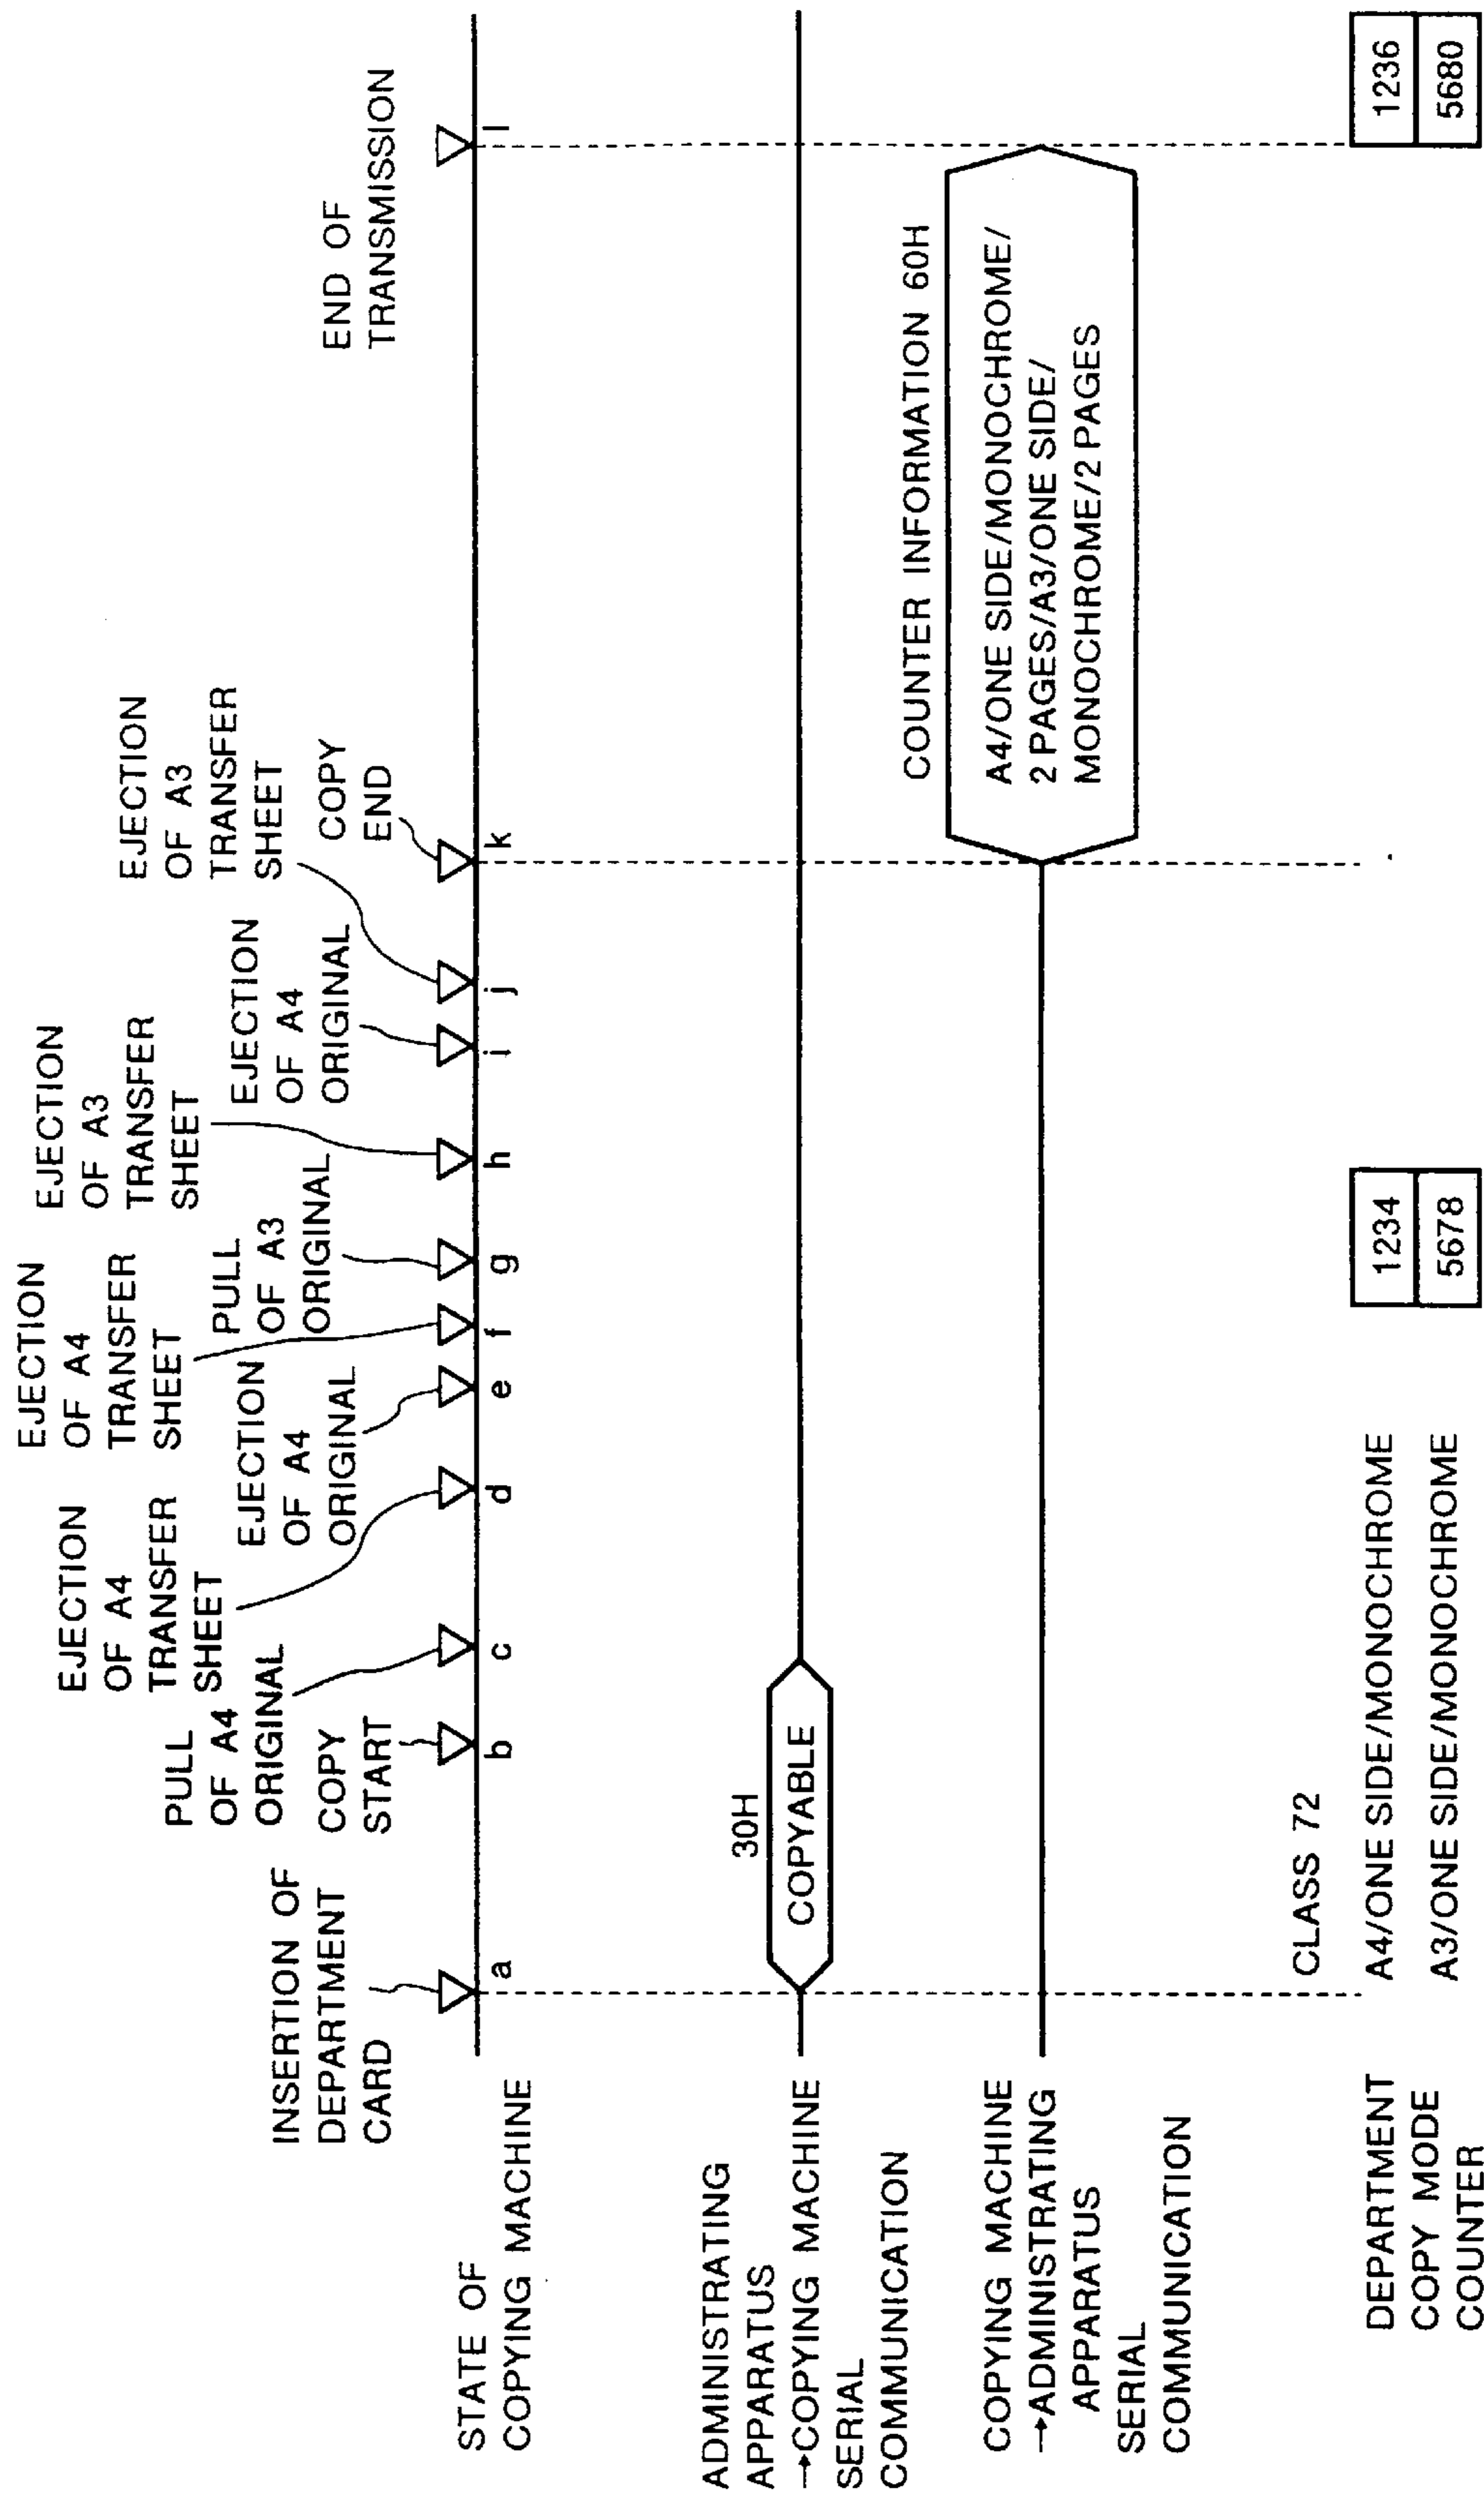 INSERTION OF
DEPARTMENT
CARD
COPY
START
PULL
OF A4
ORIGINAL
EJECTION
OF A4
TRANSFER
SHEET
EJECTION
OF A4
ORIGINAL
EJECTION
OF A4
TRANSFER
SHEET
PULL
OF A3
ORIGINAL
EJECTION
OF A3
TRANSFER
SHEET
EJECTION
OF A4
ORIGINAL
EJECTION
OF A3
TRANSFER
SHEET
COPY
END
END OF
TRANSMISSION
STATE OF
COPYING MACHINE
a
b
c
d
e
f
g
h
i
j
k
l
ADMINISTRATING
APPARATUS
→COPYING MACHINE
SERIAL
COMMUNICATION
30H
COPYABLE
COPYING MACHINE
→ADMINISTRATING
APPARATUS
SERIAL
COMMUNICATION
COUNTER INFORMATION 60H
A4/ONE SIDE/MONOCHROME/
2 PAGES/A3/ONE SIDE/
MONOCHROME/2 PAGES
DEPARTMENT
COPY MODE
COUNTER
CLASS 72
A4/ONE SIDE/MONOCHROME
1234
1236
A3/ONE SIDE/MONOCHROME
5678
5680